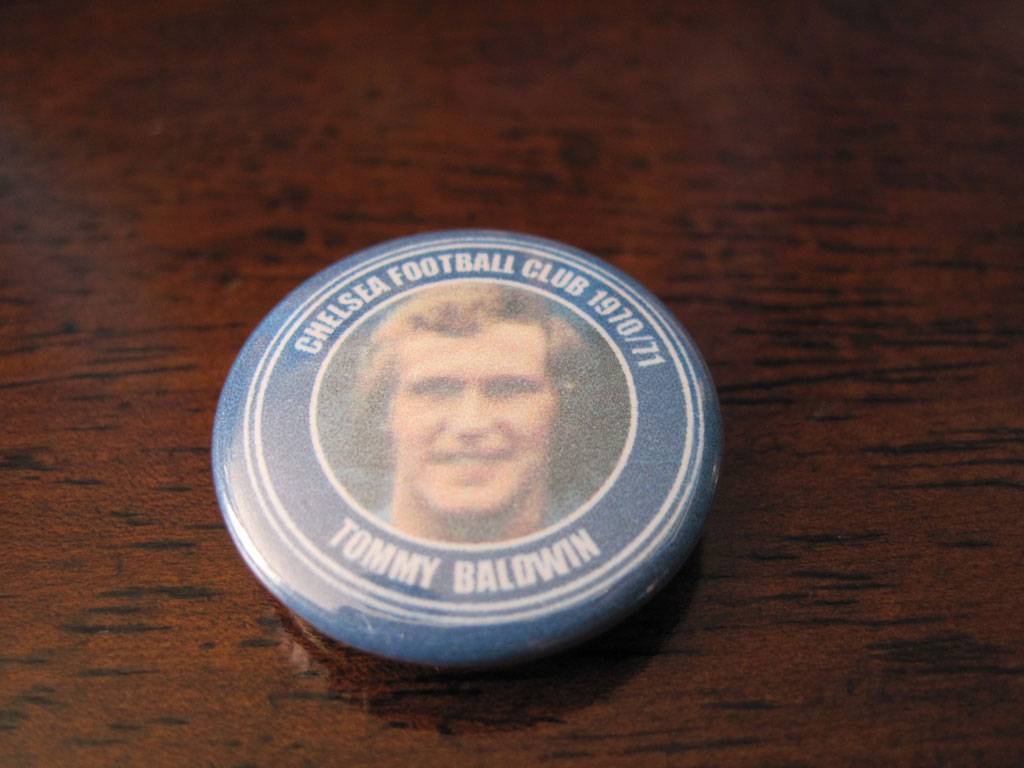 CHELSEA FOOTBALL CLUB 1970/71
TOMMY BALDWIN